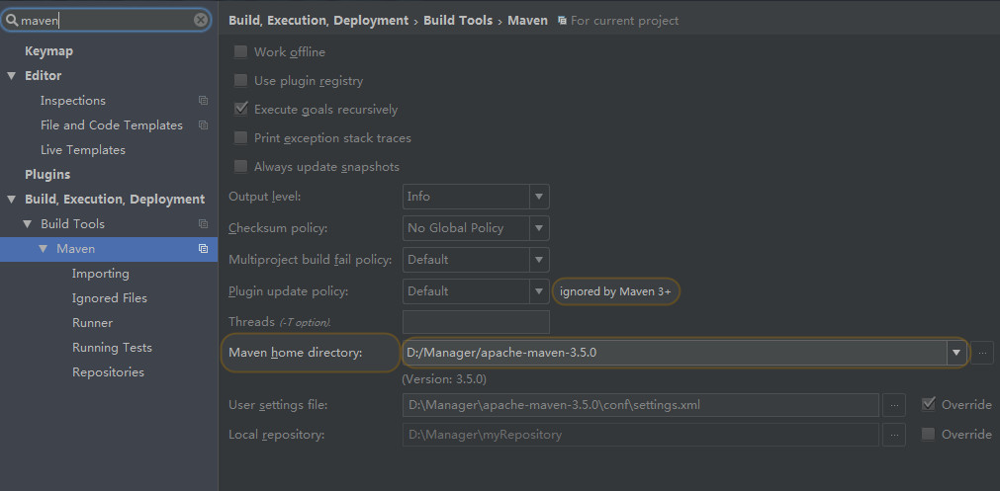 maven
Keymap
Editor
Inspections
File and Code Templates
Live Templates
Plugins
Build, Execution, Deployment
Build Tools
Maven
Importing
Ignored Files
Runner
Running Tests
Repositories
Build, Execution, Deployment › Build Tools › Maven For current project
Work offline
Use plugin registry
Execute goals recursively
Print exception stack traces
Always update snapshots
Output level: Info
Checksum policy: No Global Policy
Multiproject build fail policy: Default
Plugin update policy: Default ignored by Maven 3+
Threads (-T option).
Maven home directory: D:/Manager/apache-maven-3.5.0 ...
(Version: 3.5.0)
User settings file: D:\Manager\apache-maven-3.5.0\conf\settings.xml ... Override
Local repository: D:\Manager\myRepository ... Override